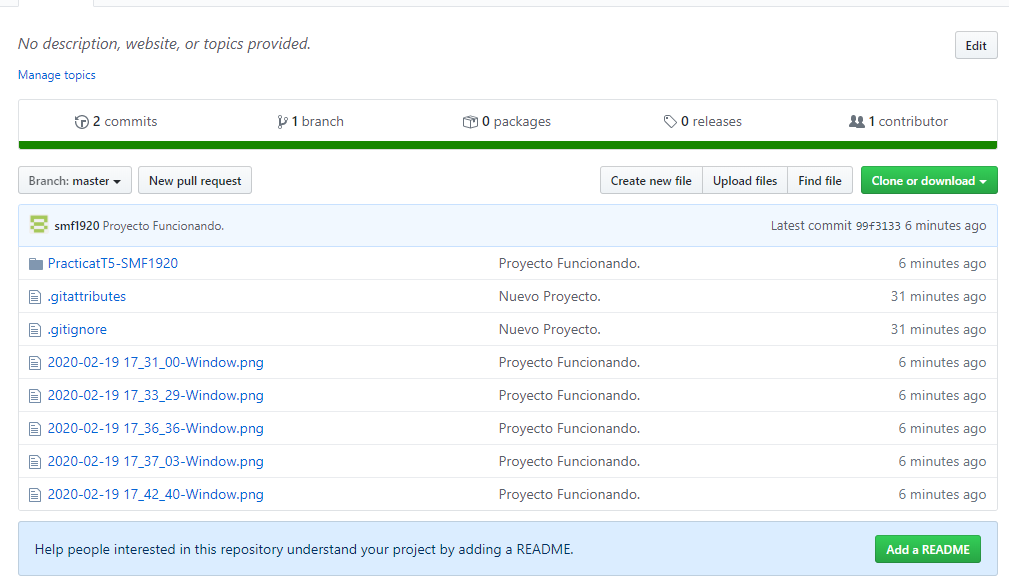 No description, website, or topics provided.
Edit
Manage topics
2 commits 1 branch 0 packages 0 releases 1 contributor
Branch: master New pull request Create new file Upload files Find file Clone or download
smf1920 Proyecto Funcionando. Latest commit 99f3133 6 minutes ago
PracticatT5-SMF1920 Proyecto Funcionando. 6 minutes ago
.gitattributes Nuevo Proyecto. 31 minutes ago
.gitignore Nuevo Proyecto. 31 minutes ago
2020-02-19 17_31_00-Window.png Proyecto Funcionando. 6 minutes ago
2020-02-19 17_33_29-Window.png Proyecto Funcionando. 6 minutes ago
2020-02-19 17_36_36-Window.png Proyecto Funcionando. 6 minutes ago
2020-02-19 17_37_03-Window.png Proyecto Funcionando. 6 minutes ago
2020-02-19 17_42_40-Window.png Proyecto Funcionando. 6 minutes ago
Help people interested in this repository understand your project by adding a README. Add a README